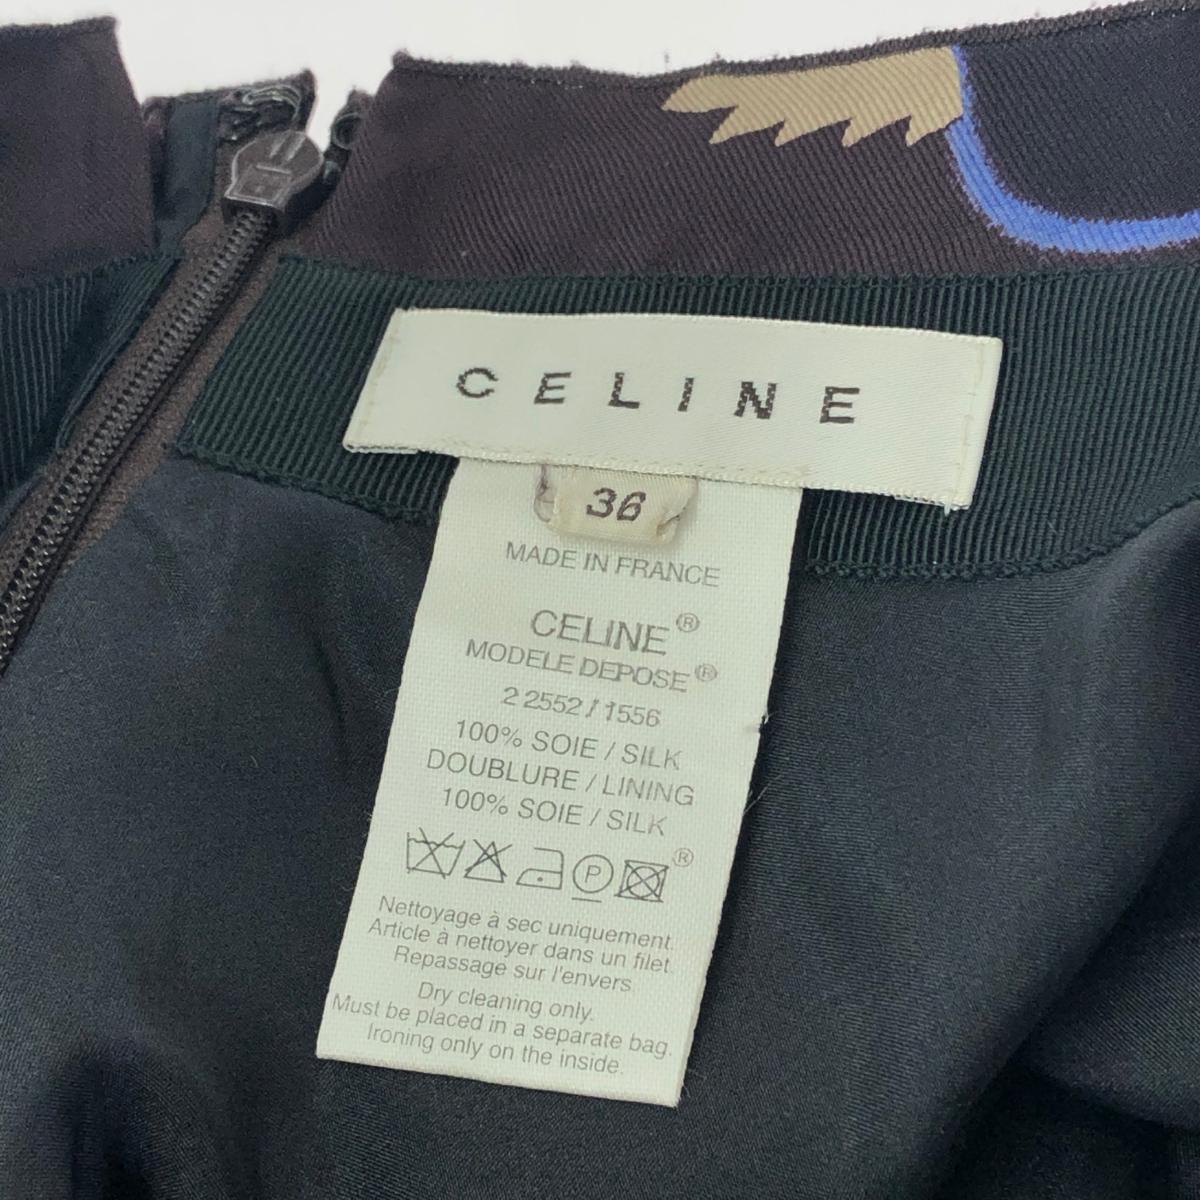 CELINE
36
MADE IN FRANCE
CELINE®
MODELE DEPOSE®
2 2552 / 1556
100% SOIE / SILK
DOUBLURE / LINING
100% SOIE / SILK
P ®
Nettoyage à sec uniquement.
Article à nettoyer dans un filet.
Repassage sur l'envers.
Dry cleaning only.
Must be placed in a separate bag.
Ironing only on the inside.